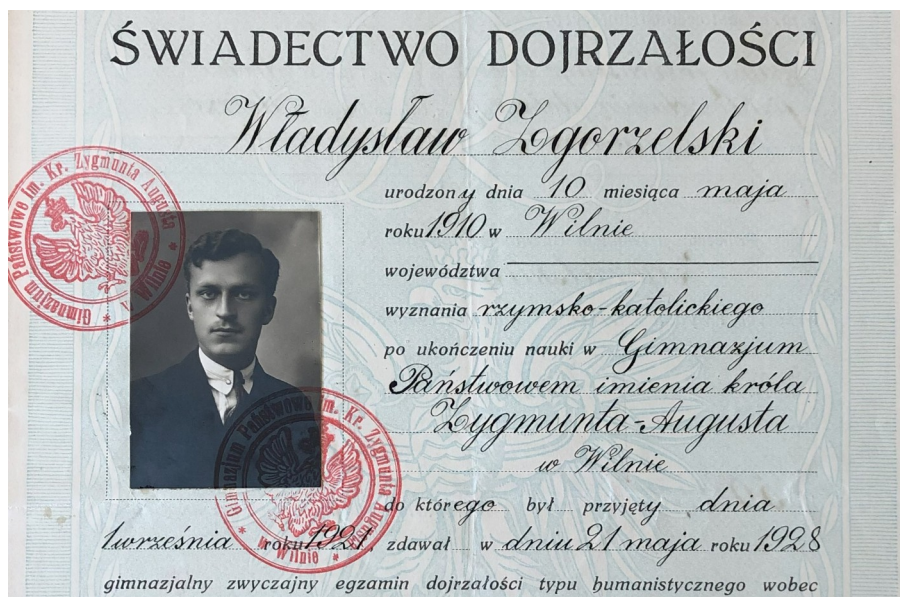 ŚWIADECTWO DOJRZAŁOŚCI
Władysław Zgorzelski
urodzony dnia 10 miesiąca maja
roku 1910 w Wilnie
województwa
wyznania rzymsko-katolickiego
po ukończeniu nauki w Gimnazjum
Państwowem imienia króla
Zygmunta-Augusta
w Wilnie
do którego był przyjęty dnia
1 września roku 1921, zdawał w dniu 21 maja roku 1928
gimnazjalny zwyczajny egzamin dojrzałości typu humanistycznego wobec
Gimnazjum Państwowe im. Kr. Zygmunta Augusta * w Wilnie *
Gimnazjum Państwowe im. Kr. Zygmunta Augusta * w Wilnie *